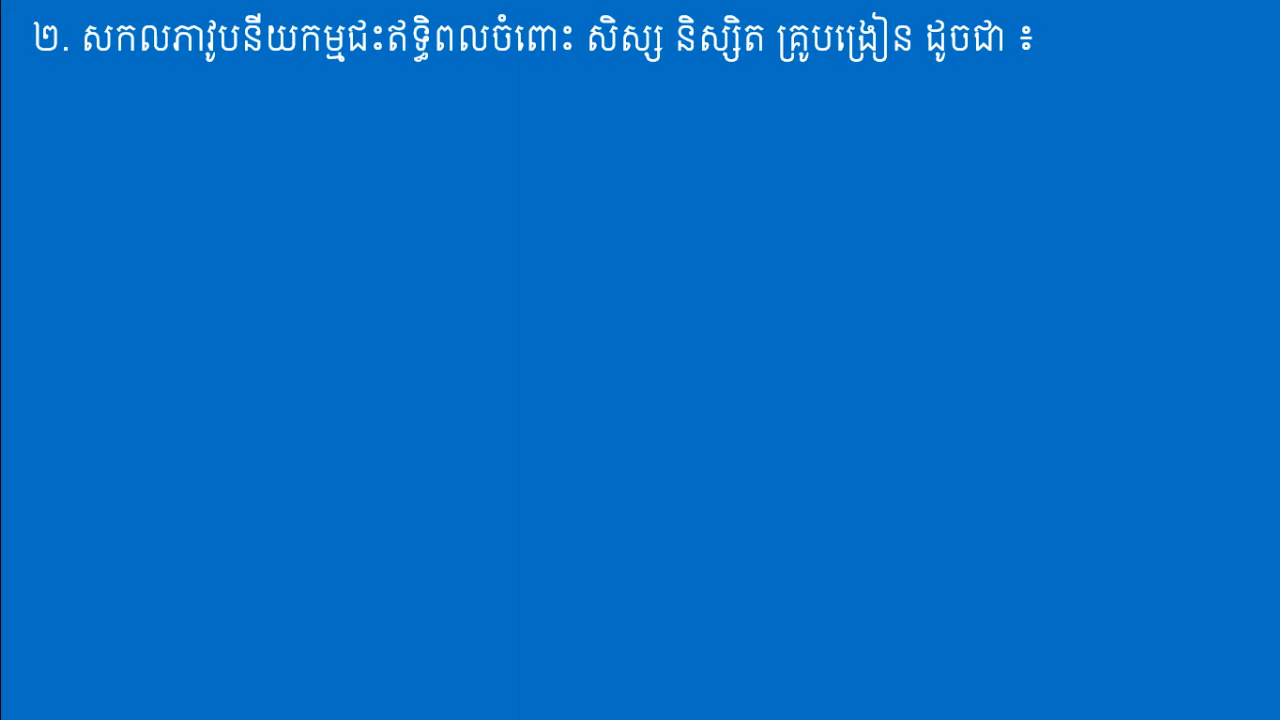 ២. សកលភាវូបនីយកម្មជះឥទ្ធិពលចំពោះ សិស្ស និស្សិត គ្រូបង្រៀន ដូចជា ៖